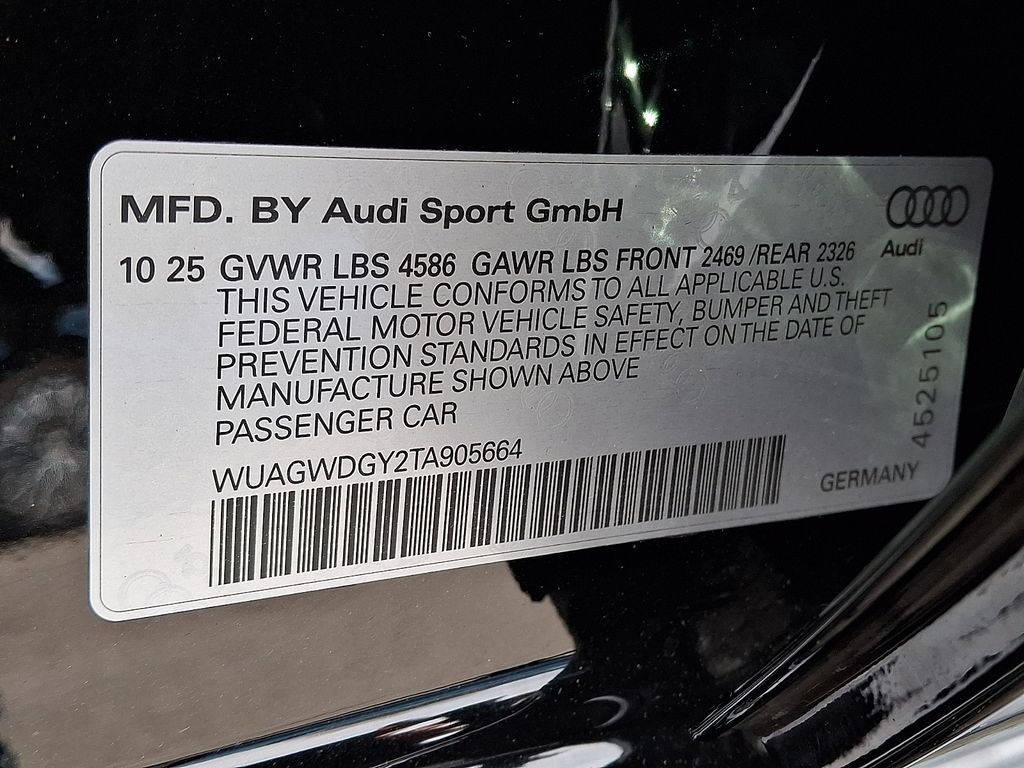 MFD. BY Audi Sport GmbH
Audi
10 25 GVWR LBS 4586 GAWR LBS FRONT 2469 /REAR 2326
THIS VEHICLE CONFORMS TO ALL APPLICABLE U.S.
FEDERAL MOTOR VEHICLE SAFETY, BUMPER AND THEFT
PREVENTION STANDARDS IN EFFECT ON THE DATE OF
MANUFACTURE SHOWN ABOVE
PASSENGER CAR
WUAGWDGY2TA905664
GERMANY
4525105